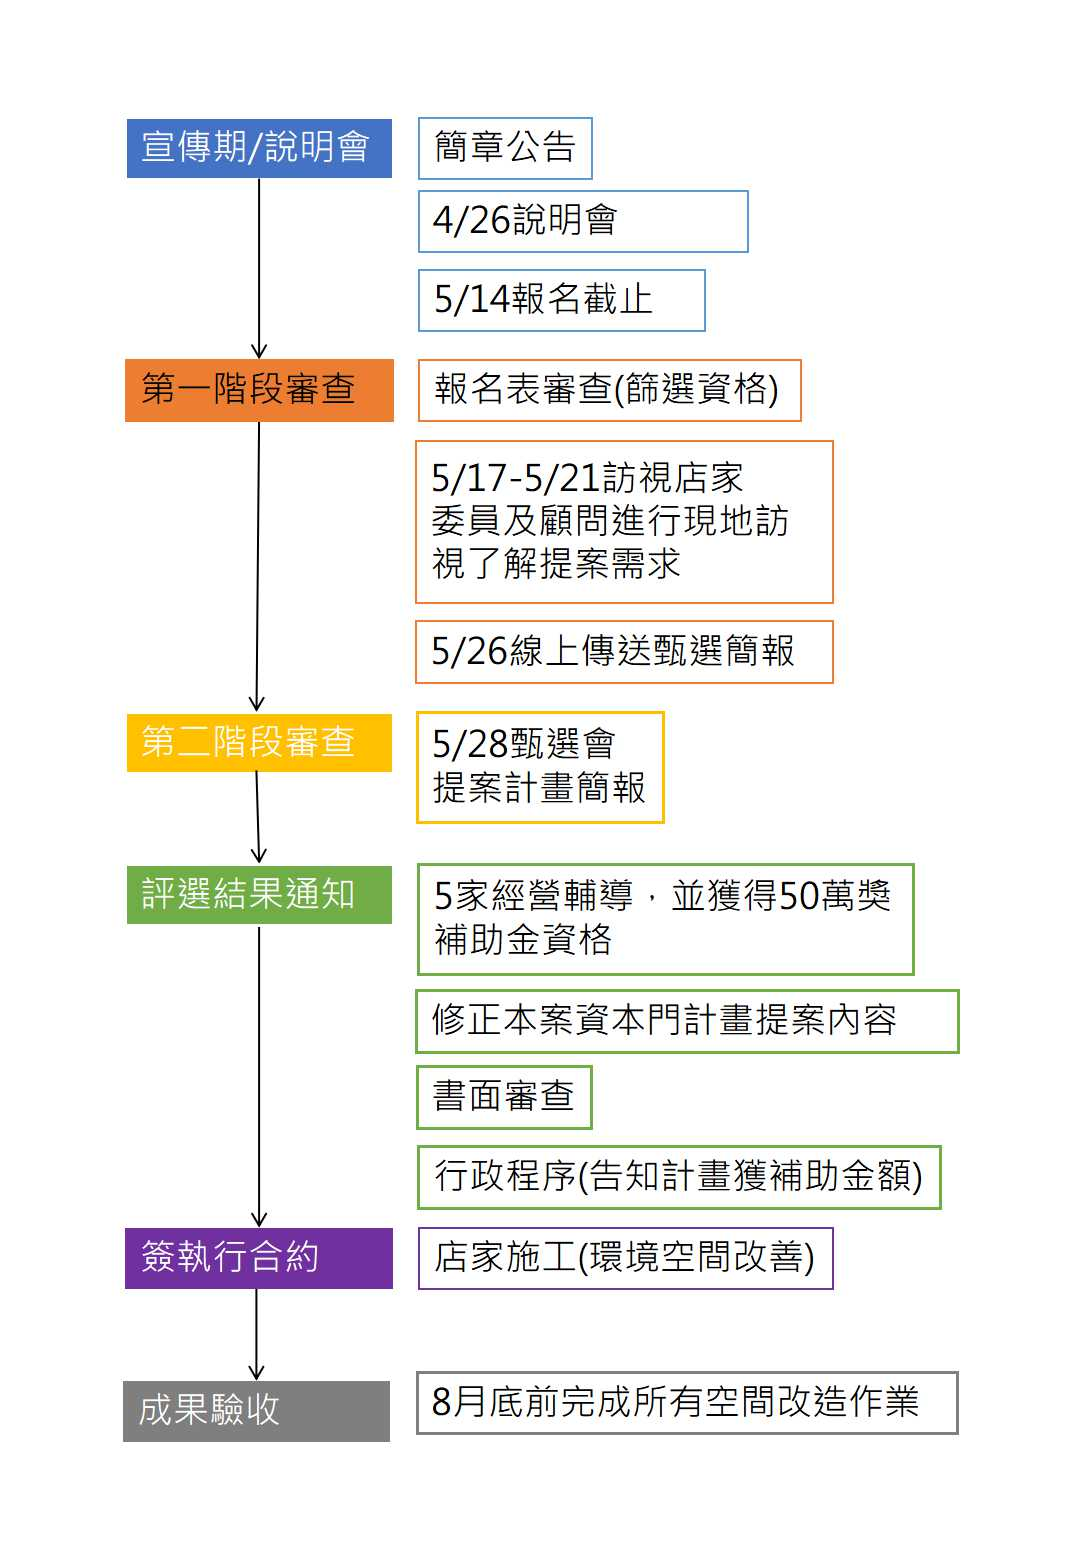 宣傳期/說明會
簡章公告
4/26說明會
5/14報名截止
第一階段審查
報名表審查(篩選資格)
5/17-5/21訪視店家
委員及顧問進行現地訪
視了解提案需求
5/26線上傳送甄選簡報
第二階段審查
5/28甄選會
提案計畫簡報
評選結果通知
5家經營輔導，並獲得50萬獎
補助金資格
修正本案資本門計畫提案內容
書面審查
行政程序(告知計畫獲補助金額)
簽執行合約
店家施工(環境空間改善)
成果驗收
8月底前完成所有空間改造作業